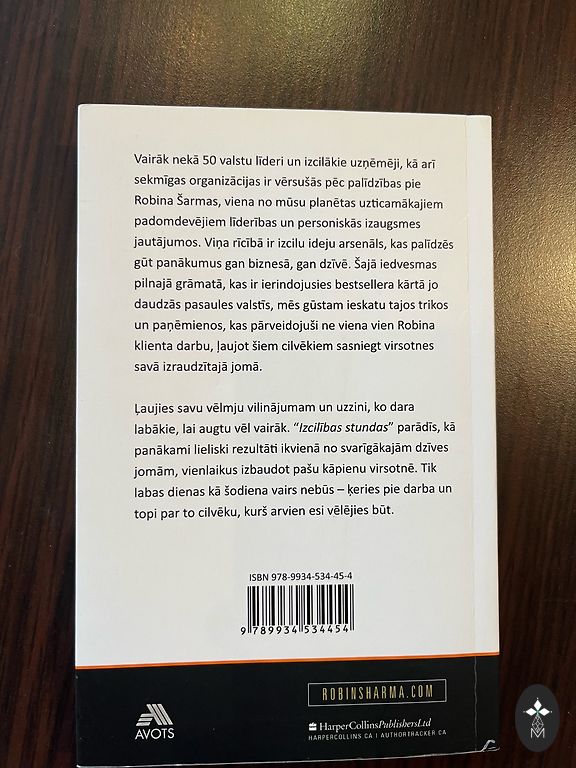 Vairāk nekā 50 valstu līderi un izcilākie uzņēmēji, kā arī
sekmīgas organizācijas ir vērsušās pēc palīdzības pie
Robina Šarmas, viena no mūsu planētas uzticamākajiem
padomdevējiem līderības un personiskās izaugsmes
jautājumos. Viņa rīcībā ir izcilu ideju arsenāls, kas palīdzēs
gūt panākumus gan biznesā, gan dzīvē. Šajā iedvesmas
pilnajā grāmatā, kas ir ierindojusies bestsellera kārtā jo
daudzās pasaules valstīs, mēs gūstam ieskatu tajos trikos
un paņēmienos, kas pārveidojuši ne viena vien Robina
klienta darbu, ļaujot šiem cilvēkiem sasniegt virsotnes
savā izraudzītajā jomā.
Ļaujies savu vēlmju vilinājumam un uzzini, ko dara
labākie, lai augtu vēl vairāk. “Izcilības stundas” parādīs, kā
panākami lieliski rezultāti ikvienā no svarīgākajām dzīves
jomām, vienlaikus izbaudot pašu kāpienu virsotnē. Tik
labas dienas kā šodiena vairs nebūs – ķeries pie darba un
topi par to cilvēku, kurš arvien esi vēlējies būt.
ISBN 978-9934-534-45-4
9 789934 534454
ROBINSHARMA.COM
AVOTS
HarperCollinsPublishersLtd
HARPERCOLLINS.CA | AUTHORTRACKER.CA
M